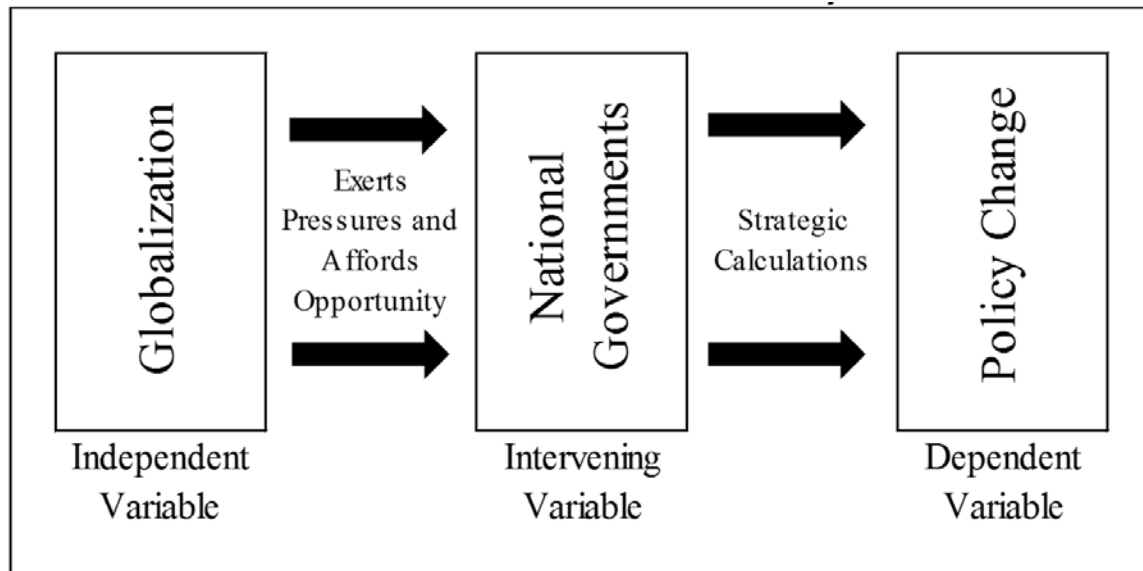 Globalization
Exerts
Pressures and
Affords
Opportunity
National
Governments
Strategic
Calculations
Policy Change
Independent
Variable
Intervening
Variable
Dependent
Variable